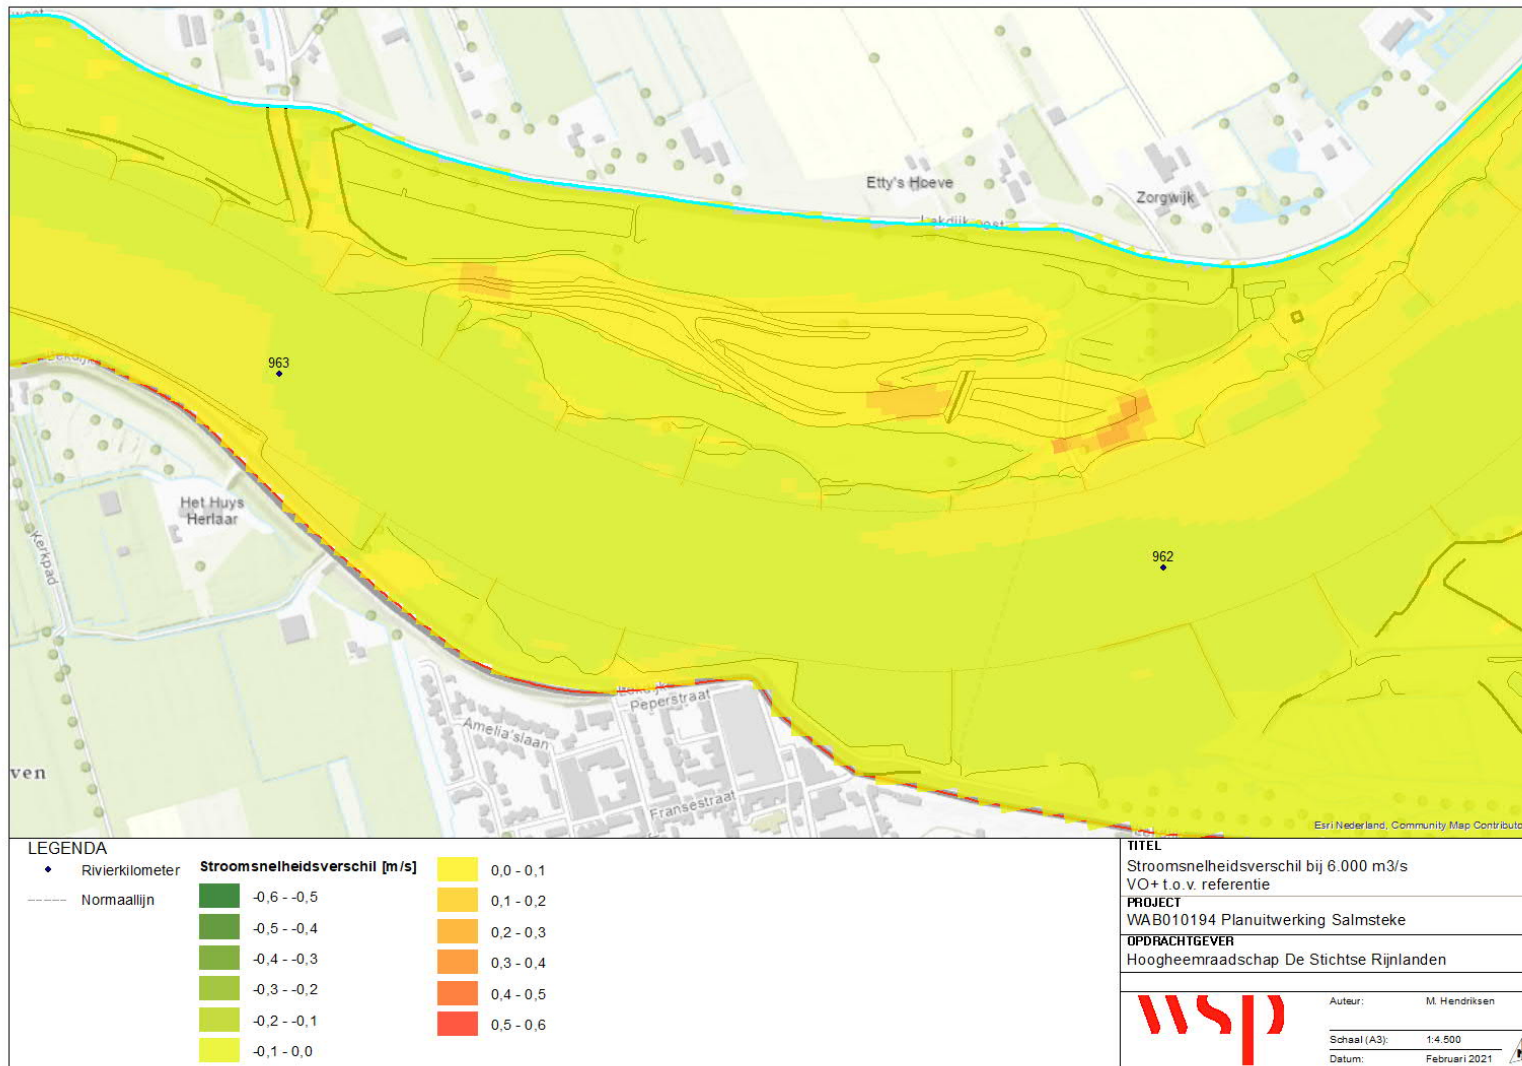 Etty's Hoeve
Zorgwijk
963
Het Huys
Herlaar
Kerkpad
962
Peperstraat
Amelia'slaan
ven
Fransestraat
Esri Nederland, Community Map Contributo
LEGENDA
Rivierkilometer
Normaallijn
Stroomsnelheidsverschil [m/s]
-0,6 - -0,5
-0,5 - -0,4
-0,4 - -0,3
-0,3 - -0,2
-0,2 - -0,1
-0,1 - 0,0
0,0 - 0,1
0,1 - 0,2
0,2 - 0,3
0,3 - 0,4
0,4 - 0,5
0,5 - 0,6
TITEL
Stroomsnelheidsverschil bij 6.000 m3/s
VO+ t.o.v. referentie
PROJECT
WAB010194 Planuitwerking Salmsteke
OPDRACHTGEVER
Hoogheemraadschap De Stichtse Rijnlanden
wsp
Auteur: M. Hendriksen
Schaal (A3): 1:4.500
Datum: Februari 2021